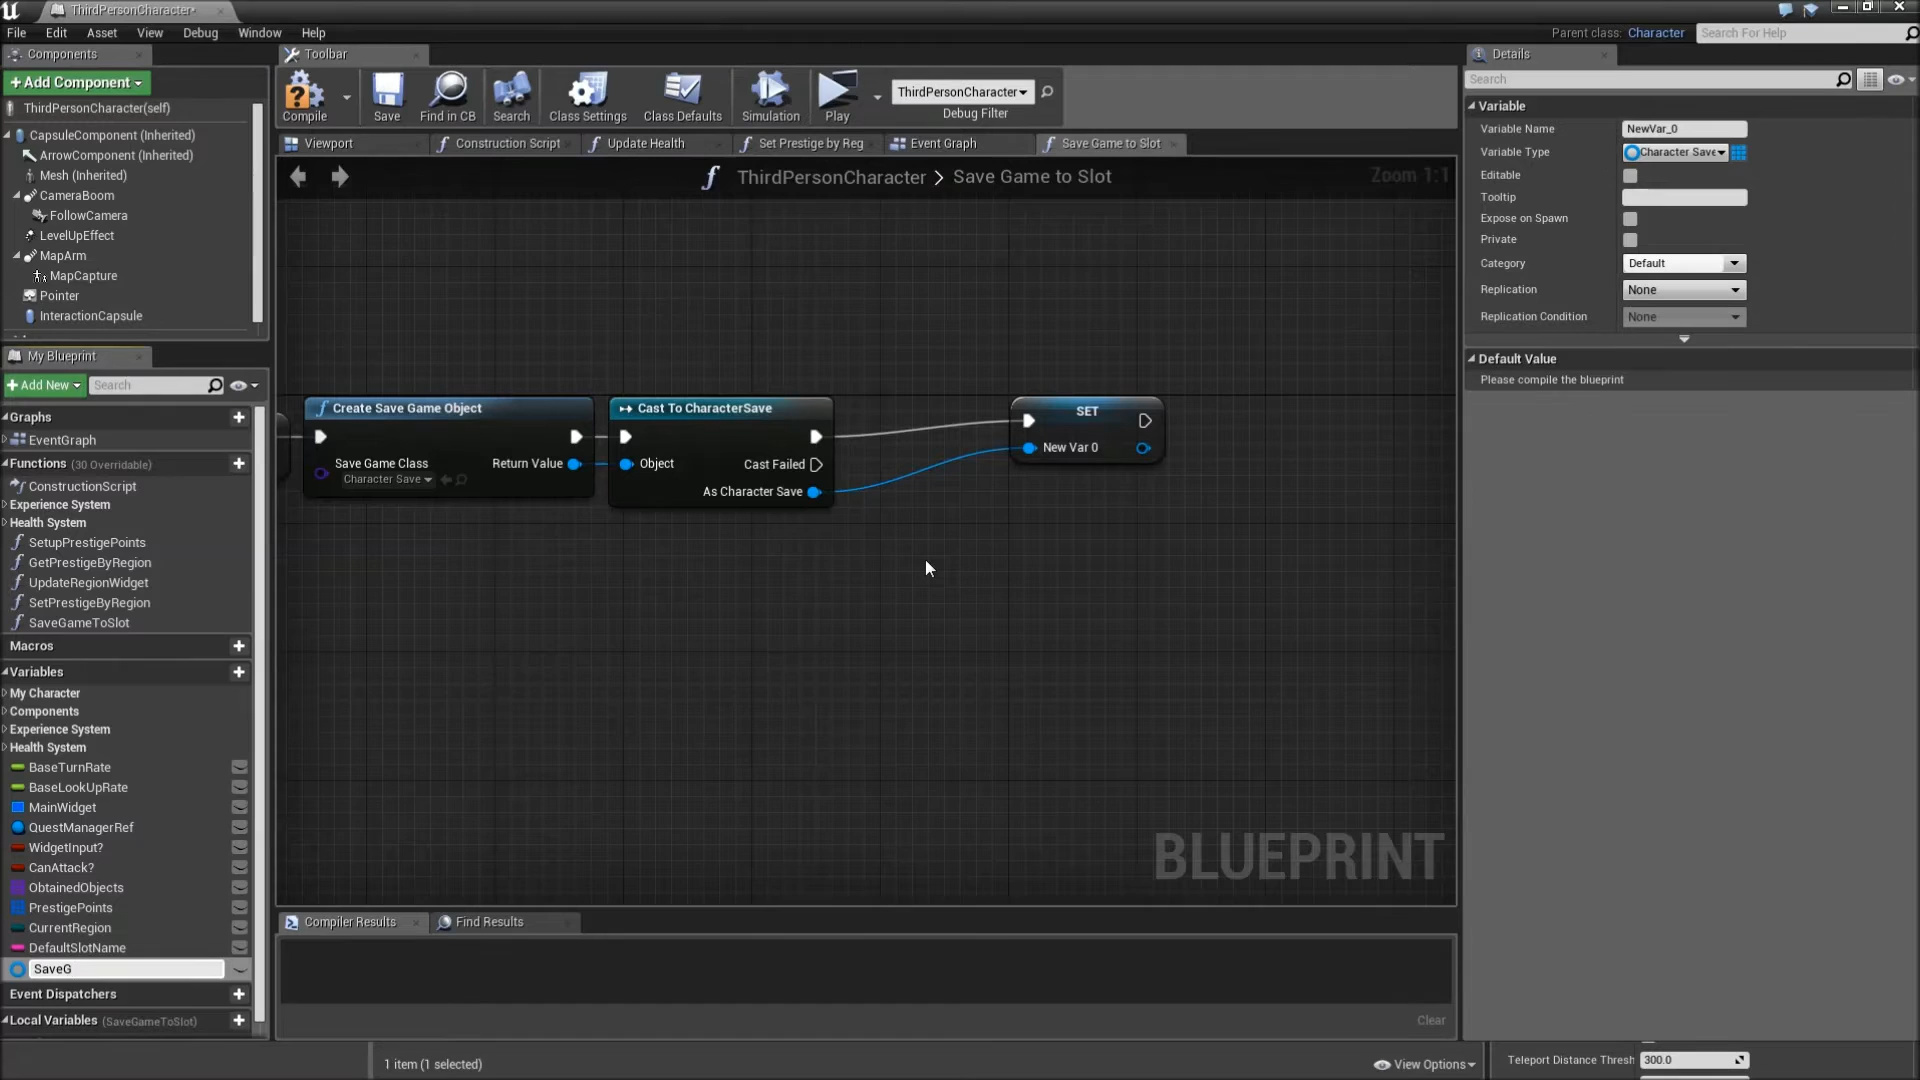 ThirdPersonCharacter*
File Edit Asset View Debug Window Help
Parent class: Character Search For Help
Components
Toolbar
Details
+Add Component
Compile Save Find in CB Search Class Settings Class Defaults Simulation Play
ThirdPersonCharacter
Debug Filter
Search
ThirdPersonCharacter(self)
CapsuleComponent (Inherited)
ArrowComponent (Inherited)
Mesh (Inherited)
CameraBoom
FollowCamera
LevelUpEffect
MapArm
MapCapture
Pointer
InteractionCapsule
Viewport Construction Script Update Health Set Prestige by Reg Event Graph Save Game to Slot
ThirdPersonCharacter > Save Game to Slot
Zoom 1:1
Variable
Variable Name NewVar_0
Variable Type Character Save
Editable
Tooltip
Expose on Spawn
Private
Category Default
Replication None
Replication Condition None
Default Value
Please compile the blueprint
My Blueprint
+Add New Search
Graphs
EventGraph
Functions (30 Overridable)
ConstructionScript
Experience System
Health System
SetupPrestigePoints
GetPrestigeByRegion
UpdateRegionWidget
SetPrestigeByRegion
SaveGameToSlot
Macros
Variables
My Character
Components
Experience System
Health System
BaseTurnRate
BaseLookUpRate
MainWidget
QuestManagerRef
WidgetInput?
CanAttack?
ObtainedObjects
PrestigePoints
CurrentRegion
DefaultSlotName
SaveG
Event Dispatchers
Local Variables (SaveGameToSlot)
Create Save Game Object
Save Game Class
Character Save
Return Value
Cast To CharacterSave
Object
Cast Failed
As Character Save
SET
New Var 0
BLUEPRINT
Compiler Results Find Results
Clear
1 item (1 selected)
View Options
Teleport Distance Thresh 300.0